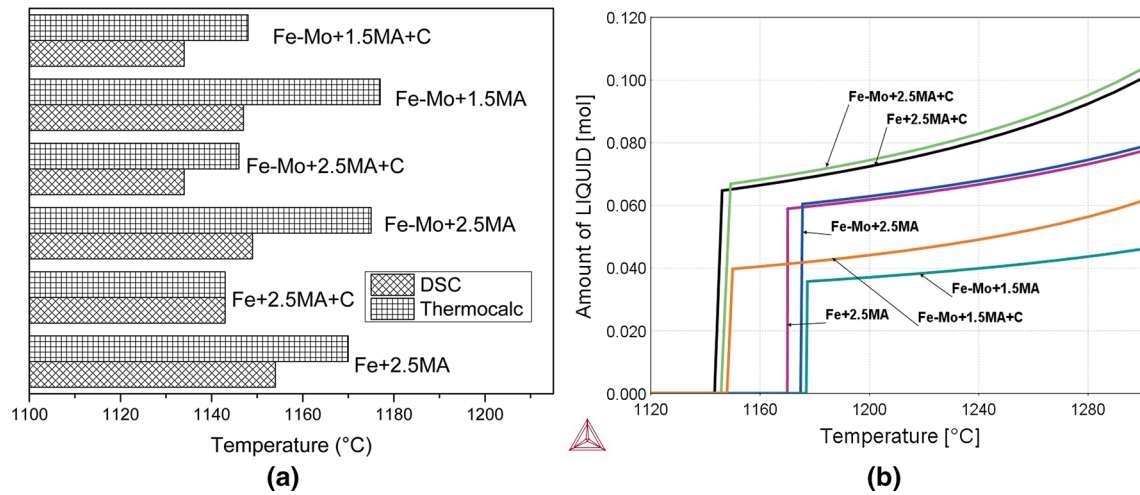 Fe-Mo+1.5MA+C
Fe-Mo+1.5MA
Fe-Mo+2.5MA+C
Fe-Mo+2.5MA
DSC
Thermocalc
Fe+2.5MA+C
Fe+2.5MA
1100 1120 1140 1160 1180 1200
Temperature (°C)
(a)
Amount of LIQUID [mol]
0.120
0.100
0.080
0.060
0.040
0.020
0.000
Fe-Mo+2.5MA+C
Fe+2.5MA+C
Fe-Mo+2.5MA
Fe-Mo+1.5MA
Fe+2.5MA
Fe-Mo+1.5MA+C
1120 1160 1200 1240 1280
Temperature [°C]
(b)